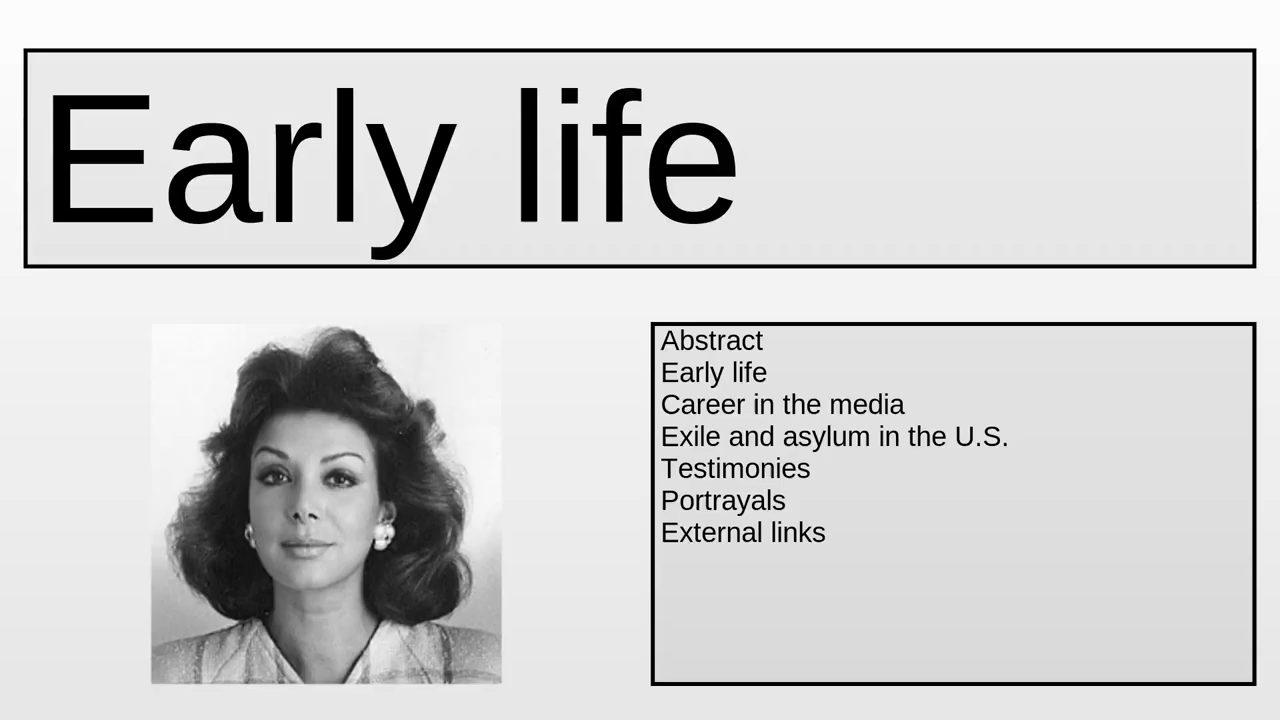 Early life
Abstract
Early life
Career in the media
Exile and asylum in the U.S.
Testimonies
Portrayals
External links